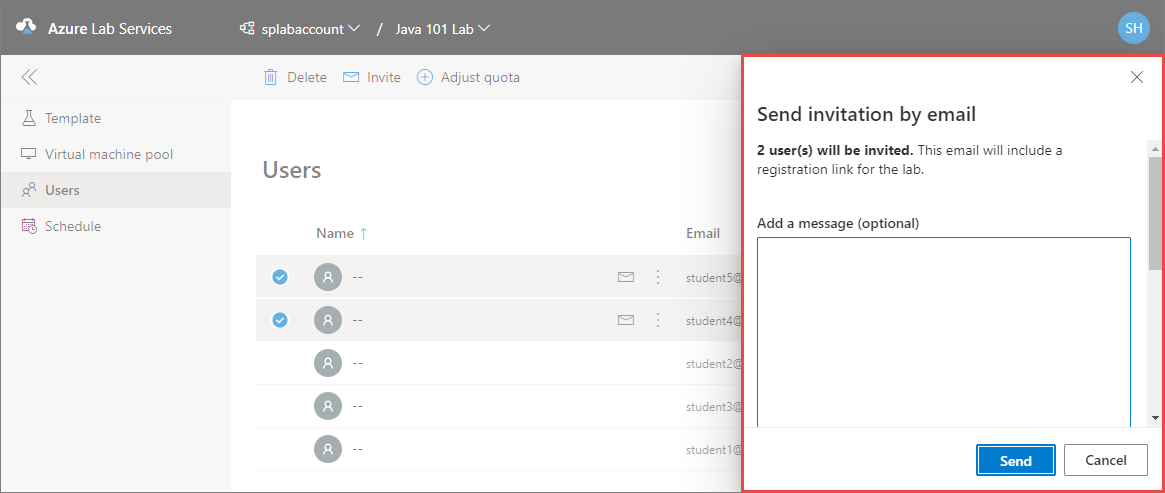 Azure Lab Services splabaccount / Java 101 Lab SH
Delete Invite Adjust quota
Template
Virtual machine pool
Users
Schedule
Users
Name ↑ Email
-- student5@
-- student4@
-- student2@
-- student3@
-- student1@
Send invitation by email
2 user(s) will be invited. This email will include a
registration link for the lab.
Add a message (optional)
Send Cancel